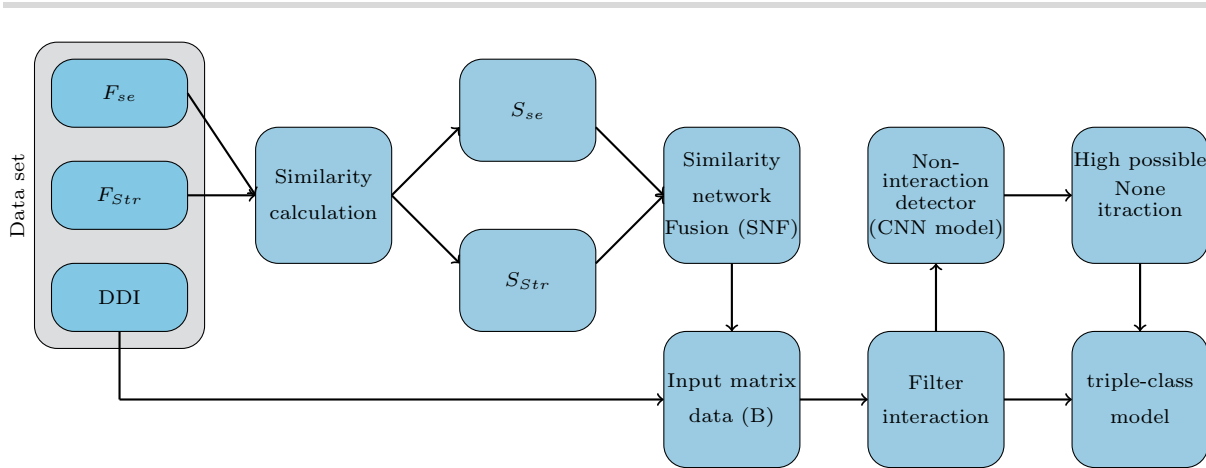 Data set
F_se
F_Str
DDI
Similarity
calculation
S_se
S_Str
Similarity
network
Fusion (SNF)
Input matrix
data (B)
Non-
interaction
detector
(CNN model)
Filter
interaction
High possible
None
itraction
triple-class
model